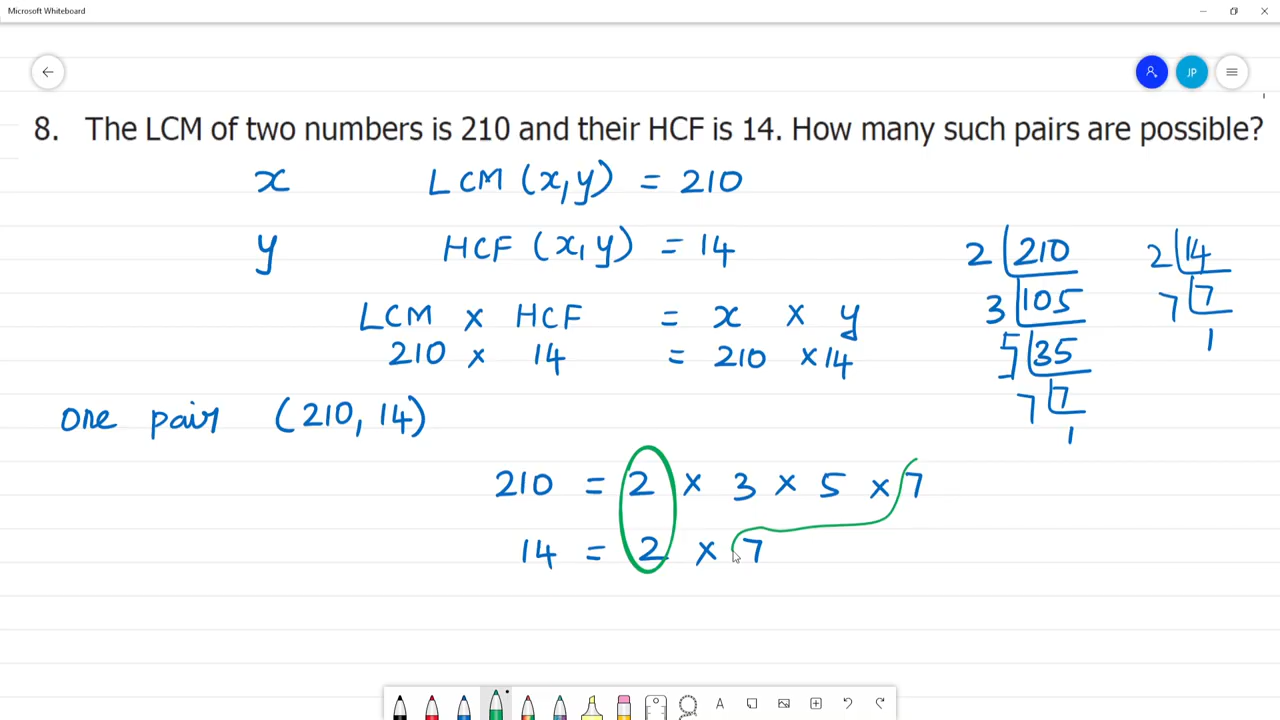 Microsoft Whiteboard
JP
8. The LCM of two numbers is 210 and their HCF is 14. How many such pairs are possible?
x LCM (x,y) = 210
y HCF (x,y) = 14
LCM × HCF = x × y
210 × 14 = 210 × 14
one pair (210, 14)
2 210
3 105
5 35
7 7
1
2 14
7 7
1
210 = 2 × 3 × 5 × 7
14 = 2 × 7
A